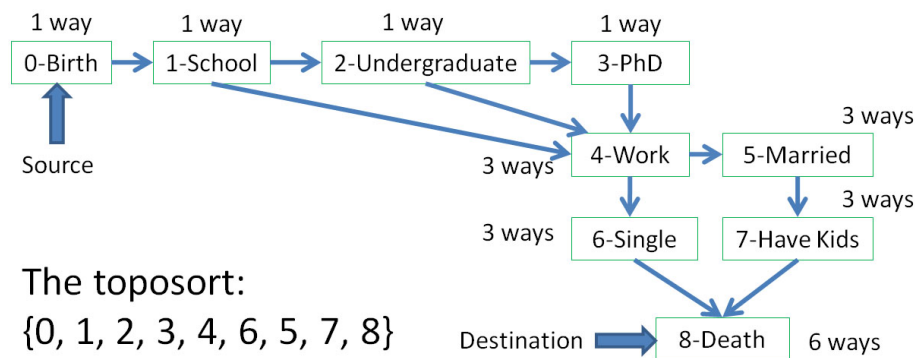 1 way
1 way
1 way
1 way
0-Birth
1-School
2-Undergraduate
3-PhD
Source
3 ways
3 ways
4-Work
5-Married
3 ways
3 ways
6-Single
7-Have Kids
The toposort:
{0, 1, 2, 3, 4, 6, 5, 7, 8}
Destination
8-Death
6 ways